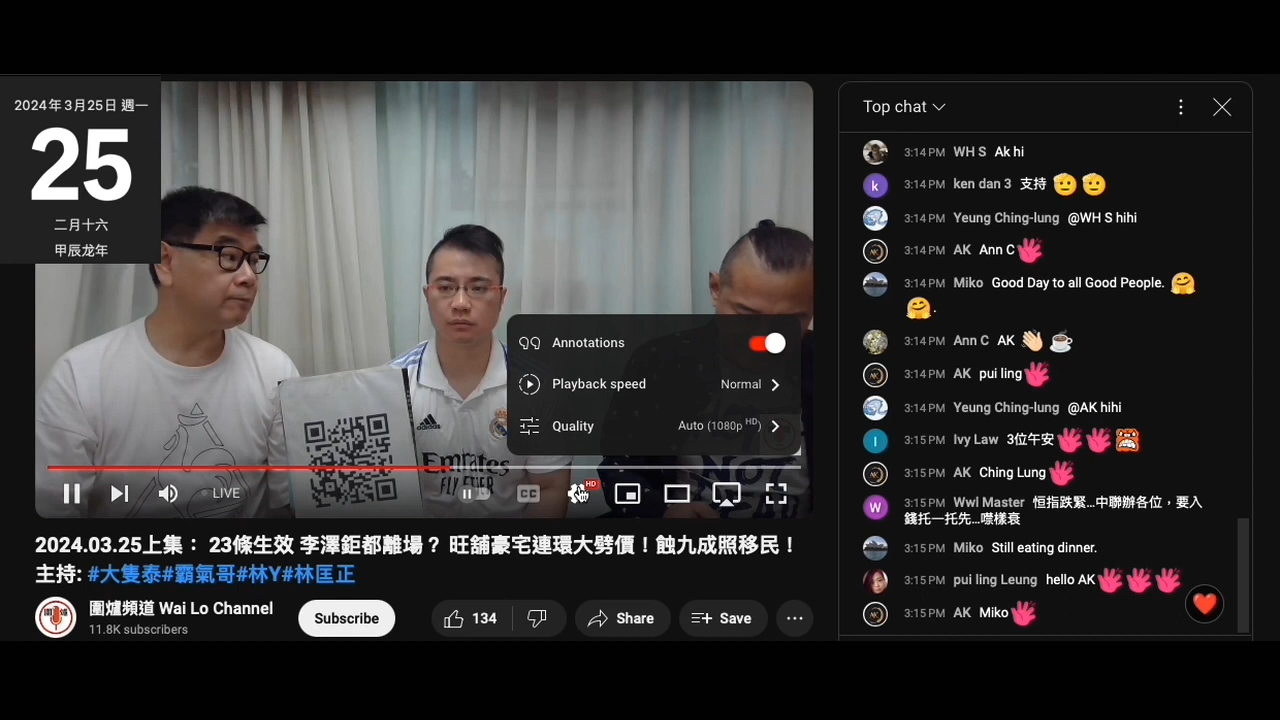 2024年3月25日 週一
25
二月十六
甲辰龙年
Emirates
FLY BETTER
Annotations
Playback speed
Normal
Quality
Auto (1080p HD)
LIVE
CC
HD
2024.03.25上集： 23條生效 李澤鉅都離場？ 旺舖豪宅連環大劈價！蝕九成照移民！
主持: #大隻泰#霸氣哥#林Y#林匡正
圍爐頻道 Wai Lo Channel
11.8K subscribers
Subscribe
134
Share
Save
Top chat
3:14 PM WH S Ak hi
3:14 PM ken dan 3 支持
3:14 PM Yeung Ching-lung @WH S hihi
3:14 PM AK Ann C
3:14 PM Miko Good Day to all Good People.
.
3:14 PM Ann C AK
3:14 PM AK pui ling
3:14 PM Yeung Ching-lung @AK hihi
3:15 PM Ivy Law 3位午安
3:15 PM AK Ching Lung
3:15 PM Wwl Master 恒指跌緊...中聯辦各位，要入
錢托一托先...噤樣衰
3:15 PM Miko Still eating dinner.
3:15 PM pui ling Leung hello AK
3:15 PM AK Miko